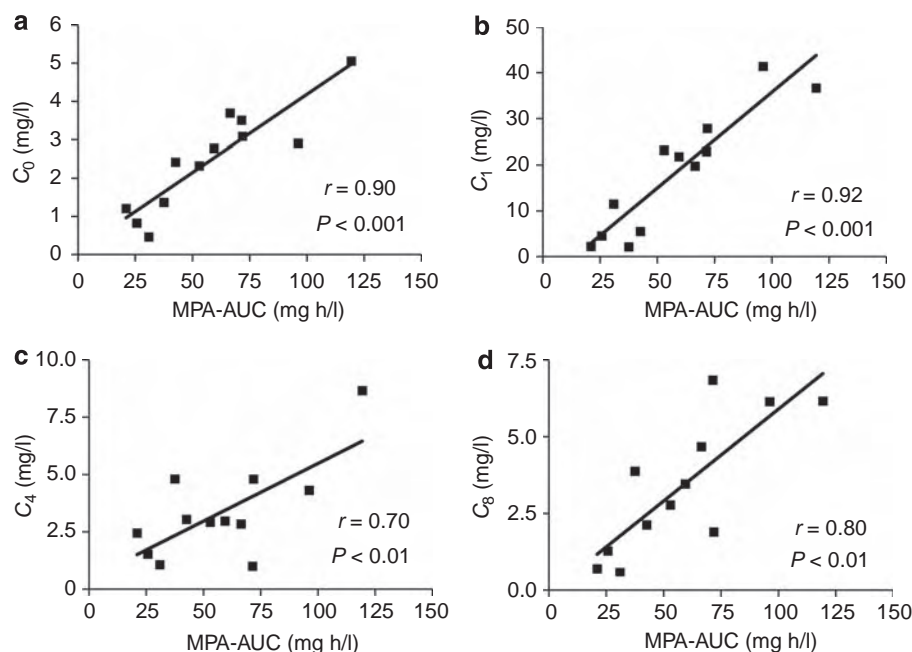 a
6
5
4
3
2
1
0
C₀ (mg/l)
r = 0.90
P < 0.001
0 25 50 75 100 125 150
MPA-AUC (mg h/l)
b
50
40
30
20
10
0
C₁ (mg/l)
r = 0.92
P < 0.001
0 25 50 75 100 125 150
MPA-AUC (mg h/l)
c
10.0
7.5
5.0
2.5
0
C₄ (mg/l)
r = 0.70
P < 0.01
0 25 50 75 100 125 150
MPA-AUC (mg h/l)
d
7.5
5.0
2.5
0.0
C₈ (mg/l)
r = 0.80
P < 0.01
0 25 50 75 100 125 150
MPA-AUC (mg h/l)